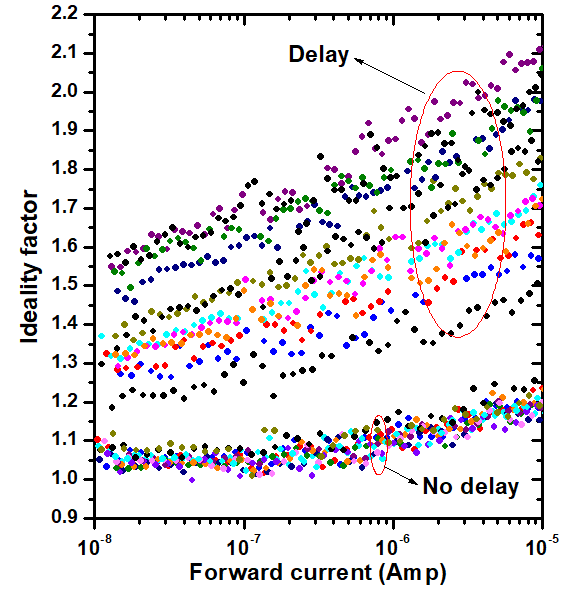 2.2
2.1
Delay
2.0
1.9
1.8
1.7
1.6
1.5
1.4
1.3
1.2
1.1
1.0
No delay
0.9
10-8 10-7 10-6 10-5
Forward current (Amp)
Ideality factor